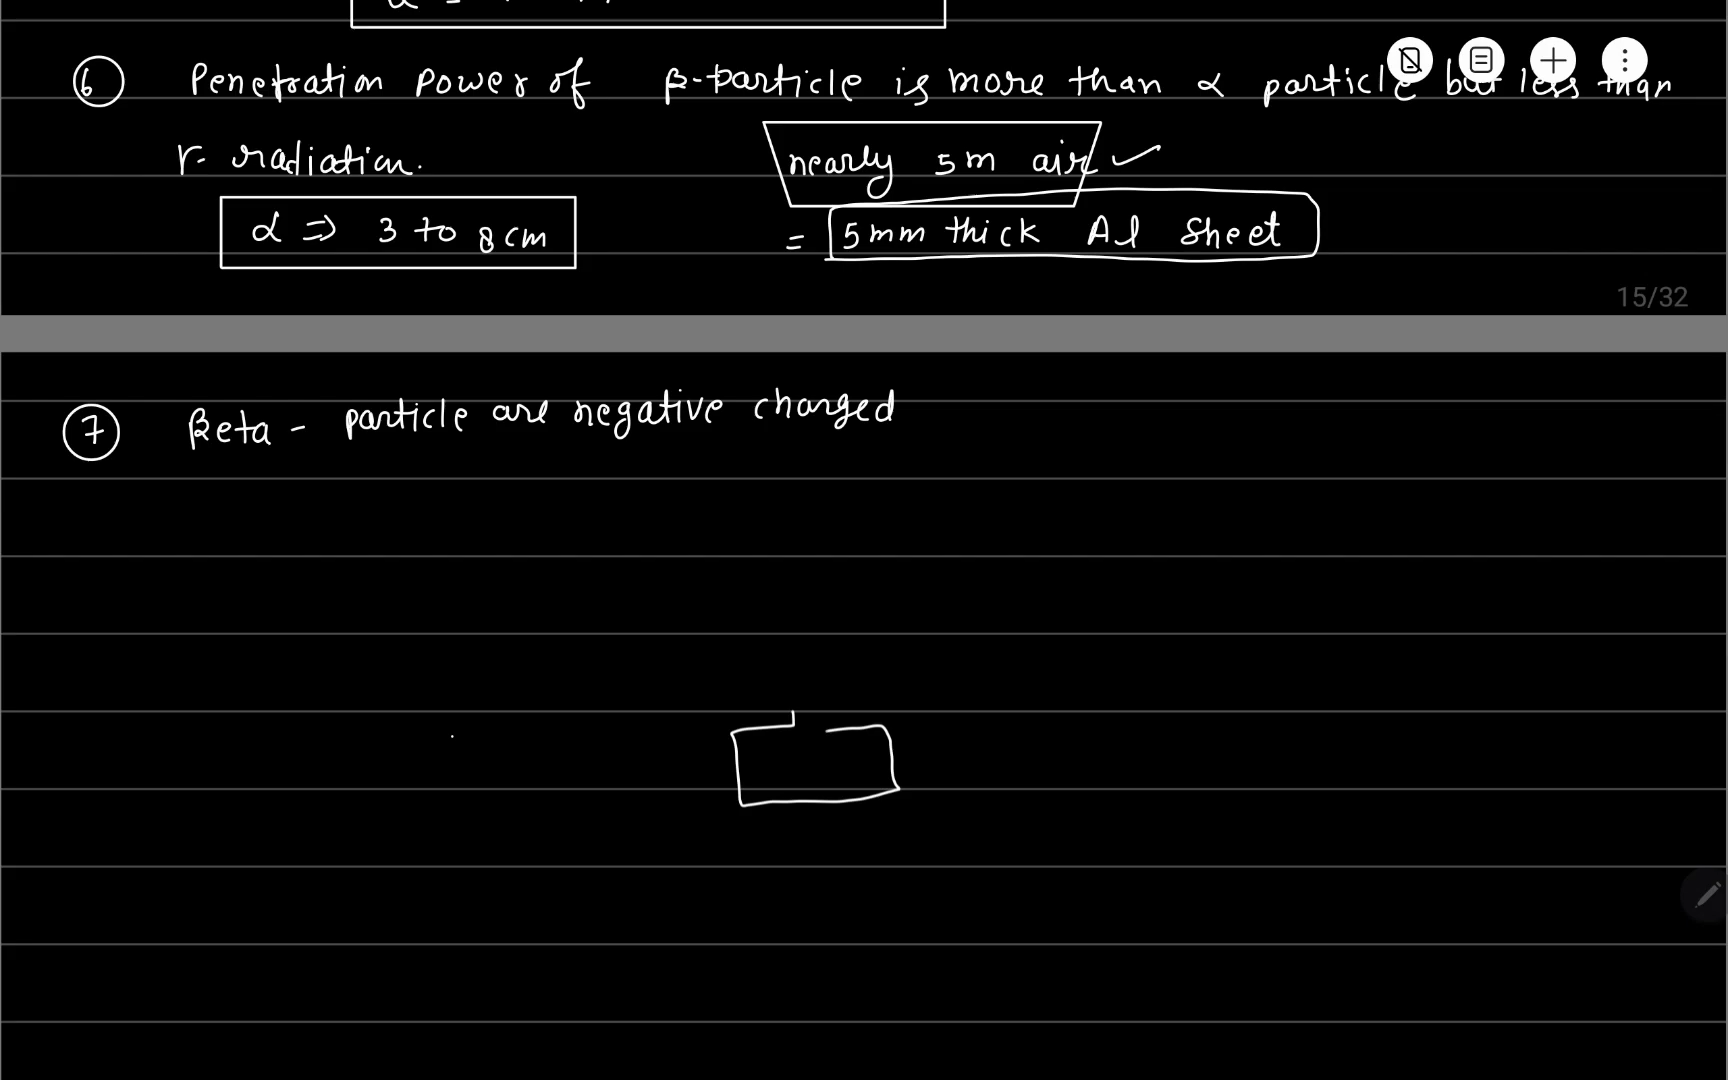 6 Penetration Power of β-particle is more than α particle but less than
γ- radiation. nearly 5m air ✓
α ⇒ 3 to 8 cm = 5mm thick Al Sheet
15/32
7 Beta - particle are negative charged